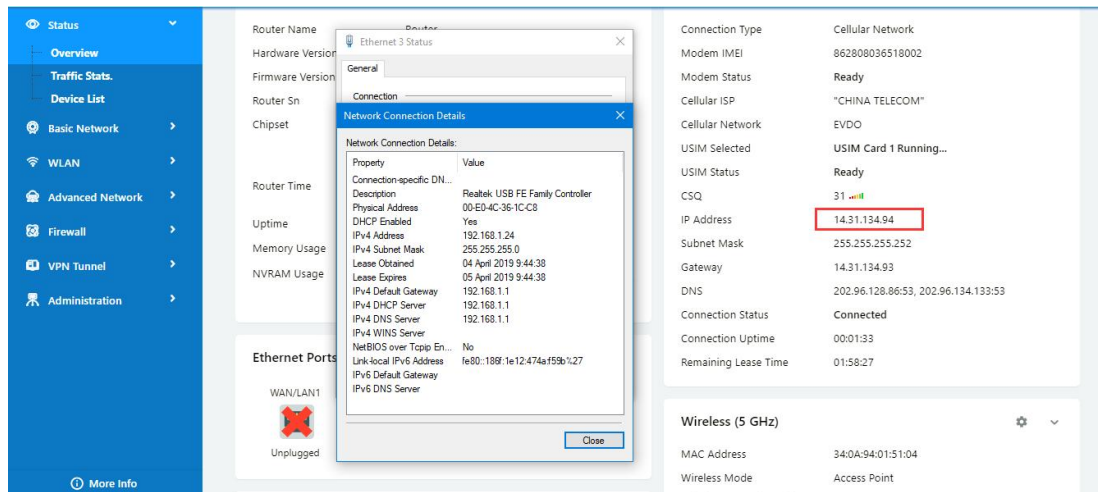 Status
Overview
Traffic Stats.
Device List
Basic Network
WLAN
Advanced Network
Firewall
VPN Tunnel
Administration
More Info
Router Name
Router
Hardware Version
Firmware Version
Router Sn
Chipset
Router Time
Uptime
Memory Usage
NVRAM Usage
Ethernet Ports
WAN/LAN1
Unplugged
Ethernet 3 Status
General
Connection
Network Connection Details
Network Connection Details:
Property Value
Connection-specific DN...
Description Realtek USB FE Family Controller
Physical Address 00-E0-4C-36-1C-C8
DHCP Enabled Yes
IPv4 Address 192.168.1.24
IPv4 Subnet Mask 255.255.255.0
Lease Obtained 04 April 2019 9:44:38
Lease Expires 05 April 2019 9:44:38
IPv4 Default Gateway 192.168.1.1
IPv4 DHCP Server 192.168.1.1
IPv4 DNS Server 192.168.1.1
IPv4 WINS Server
NetBIOS over Tcpip En... No
Link-local IPv6 Address fe80::186f:1e12:474a:f59b%27
IPv6 Default Gateway
IPv6 DNS Server
Close
Connection Type Cellular Network
Modem IMEI 862808036518002
Modem Status Ready
Cellular ISP "CHINA TELECOM"
Cellular Network EVDO
USIM Selected USIM Card 1 Running...
USIM Status Ready
CSQ 31
IP Address 14.31.134.94
Subnet Mask 255.255.255.252
Gateway 14.31.134.93
DNS 202.96.128.86:53, 202.96.134.133:53
Connection Status Connected
Connection Uptime 00:01:33
Remaining Lease Time 01:58:27
Wireless (5 GHz)
MAC Address 34:0A:94:01:51:04
Wireless Mode Access Point